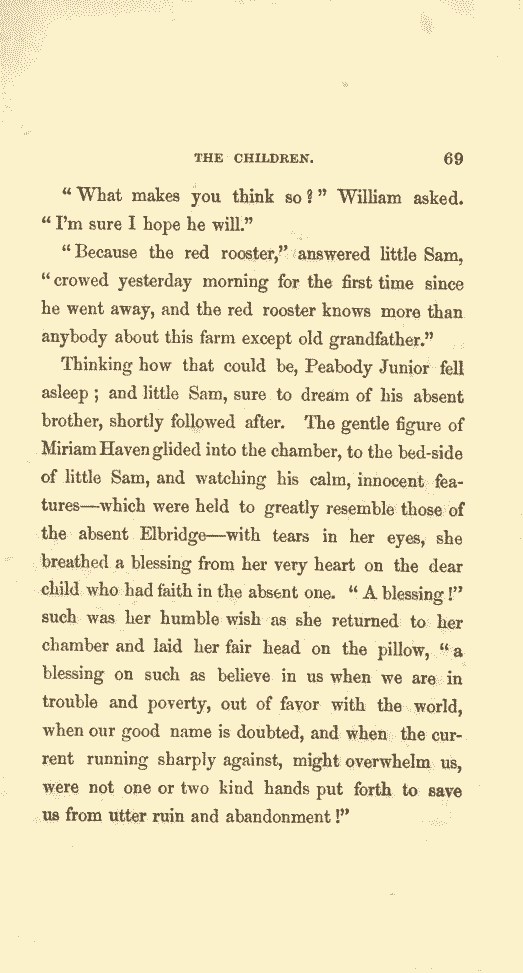 THE CHILDREN. 69
“What makes you think so?” William asked.
“I’m sure I hope he will.”
“Because the red rooster,” answered little Sam,
“crowed yesterday morning for the first time since
he went away, and the red rooster knows more than
anybody about this farm except old grandfather.”
Thinking how that could be, Peabody Junior fell
asleep; and little Sam, sure to dream of his absent
brother, shortly followed after. The gentle figure of
Miriam Haven glided into the chamber, to the bed-side
of little Sam, and watching his calm, innocent fea-
tures—which were held to greatly resemble those of
the absent Elbridge—with tears in her eyes, she
breathed a blessing from her very heart on the dear
child who had faith in the absent one. “A blessing!”
such was her humble wish as she returned to her
chamber and laid her fair head on the pillow, “a
blessing on such as believe in us when we are in
trouble and poverty, out of favor with the world,
when our good name is doubted, and when the cur-
rent running sharply against, might overwhelm us,
were not one or two kind hands put forth to save
us from utter ruin and abandonment!”